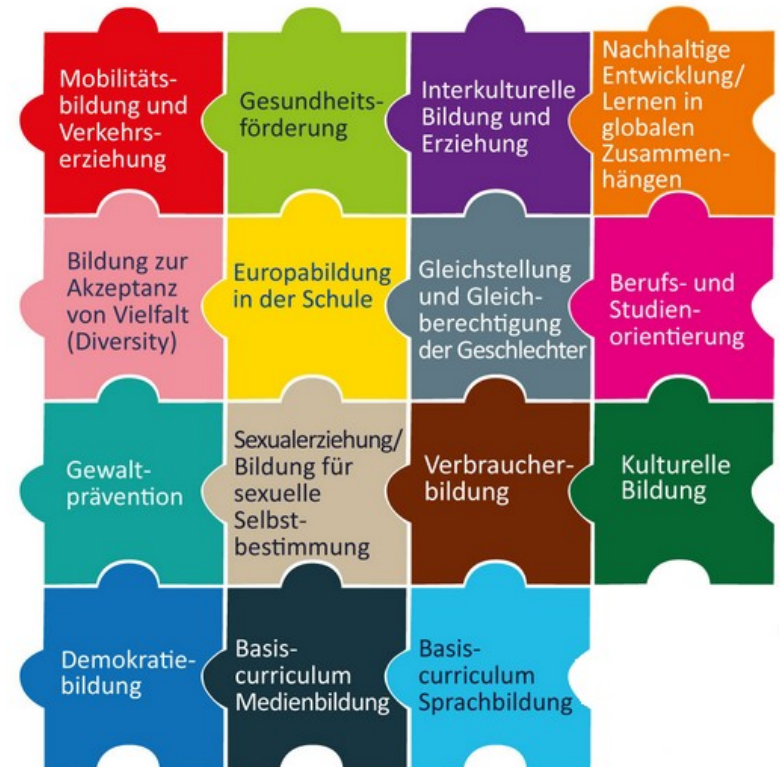 Mobilitäts-
bildung und
Verkehrs-
erziehung
Gesundheits-
förderung
Interkulturelle
Bildung und
Erziehung
Nachhaltige
Entwicklung/
Lernen in
globalen
Zusammen-
hängen
Bildung zur
Akzeptanz
von Vielfalt
(Diversity)
Europabildung
in der Schule
Gleichstellung
und Gleich-
berechtigung
der Geschlechter
Berufs- und
Studien-
orientierung
Gewalt-
prävention
Sexualerziehung/
Bildung für
sexuelle
Selbst-
bestimmung
Verbraucher-
bildung
Kulturelle
Bildung
Demokratie-
bildung
Basis-
curriculum
Medienbildung
Basis-
curriculum
Sprachbildung